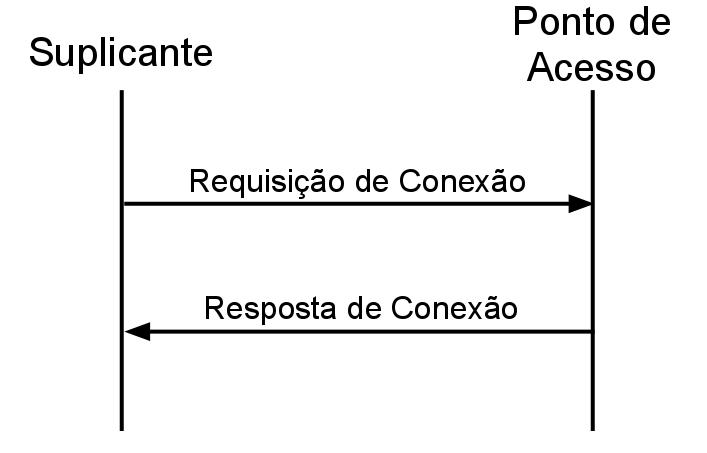 Suplicante
Ponto de
Acesso
Requisição de Conexão
Resposta de Conexão